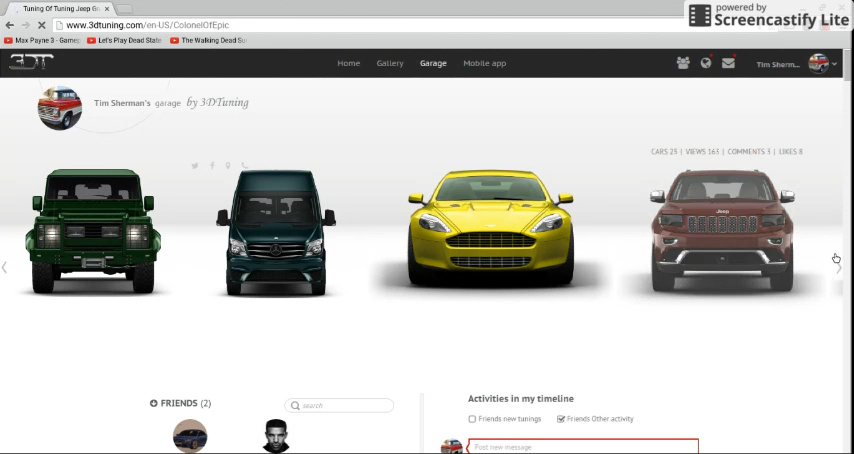 Tuning Of Tuning Jeep Gr
powered by
Screencastify Lite
www.3dtuning.com/en-US/ColonelOfEpic
Max Payne 3 - Gamep
Let's Play Dead State
The Walking Dead Su
3DT
Home
Gallery
Garage
Mobile app
Tim Sherm...
Tim Sherman's garage by 3DTuning
CARS 23 | VIEWS 163 | COMMENTS 3 | LIKES 8
Jeep
FRIENDS (2)
search
Activities in my timeline
Friends new tunings
Friends Other activity
Post new message